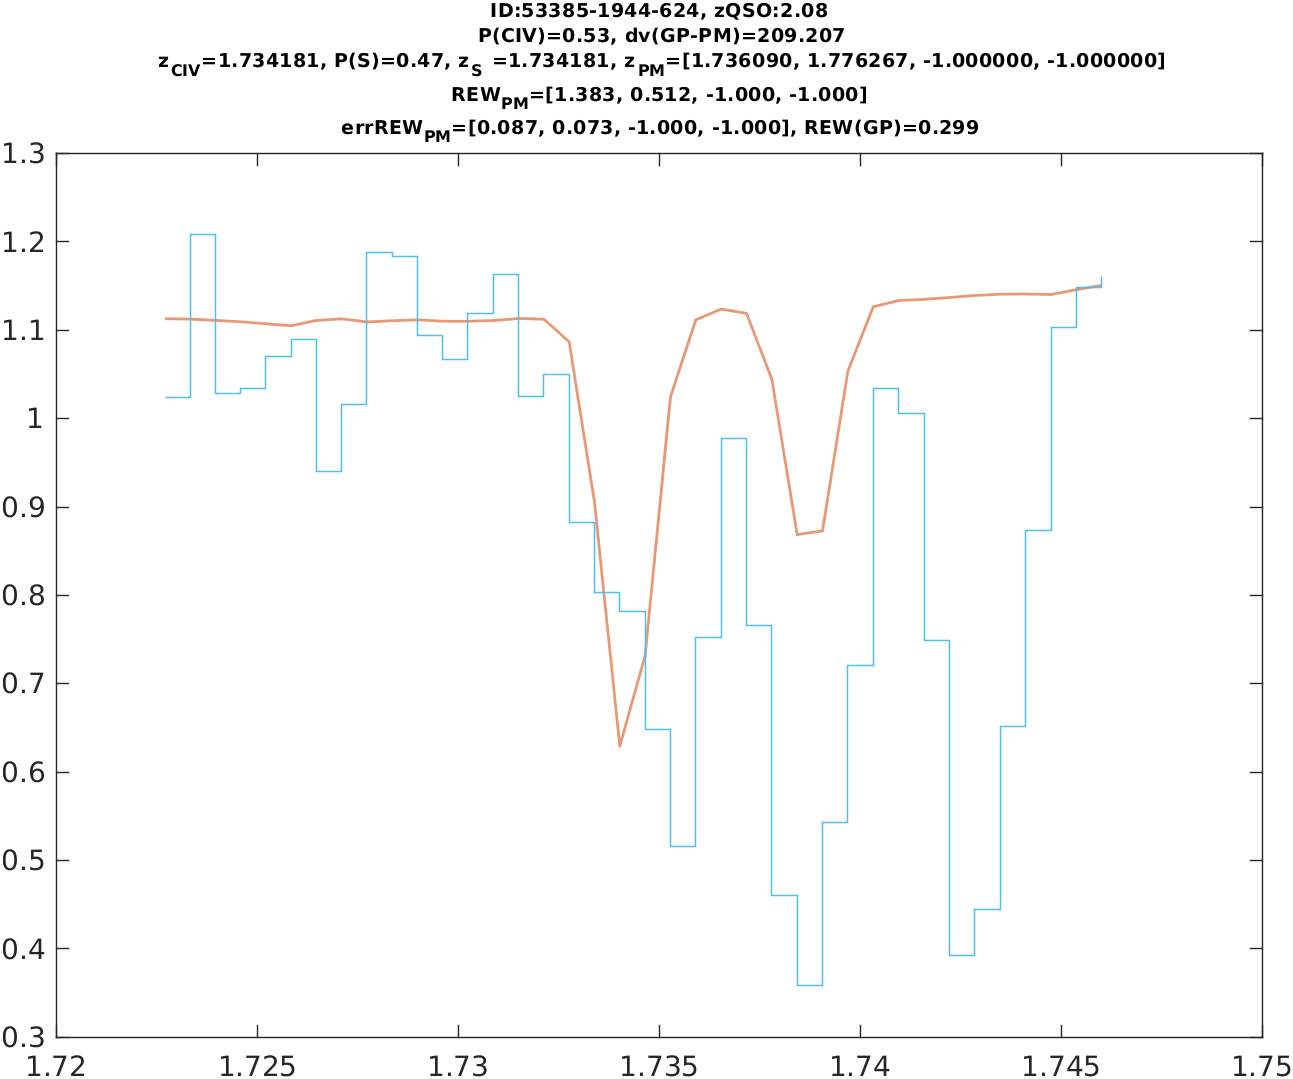 ID:53385-1944-624, zQSO:2.08
P(CIV)=0.53, dv(GP-PM)=209.207
zCIV=1.734181, P(S)=0.47, zS =1.734181, zPM=[1.736090, 1.776267, -1.000000, -1.000000]
REWPM=[1.383, 0.512, -1.000, -1.000]
errREWPM=[0.087, 0.073, -1.000, -1.000], REW(GP)=0.299
1.3
1.2
1.1
1
0.9
0.8
0.7
0.6
0.5
0.4
0.3
1.72 1.725 1.73 1.735 1.74 1.745 1.75